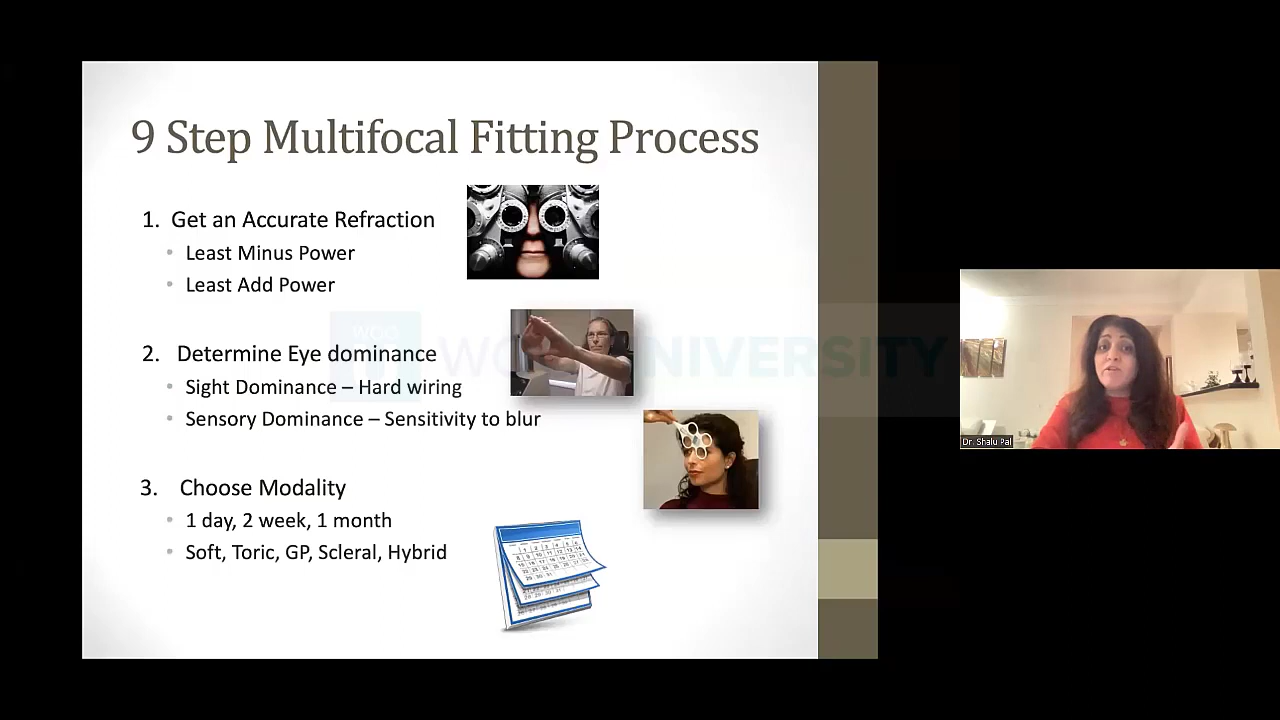 9 Step Multifocal Fitting Process
1. Get an Accurate Refraction
Least Minus Power
Least Add Power
2. Determine Eye dominance
Sight Dominance – Hard wiring
Sensory Dominance – Sensitivity to blur
3. Choose Modality
1 day, 2 week, 1 month
Soft, Toric, GP, Scleral, Hybrid
UNIVERSITY
Dr. Shalu Pal